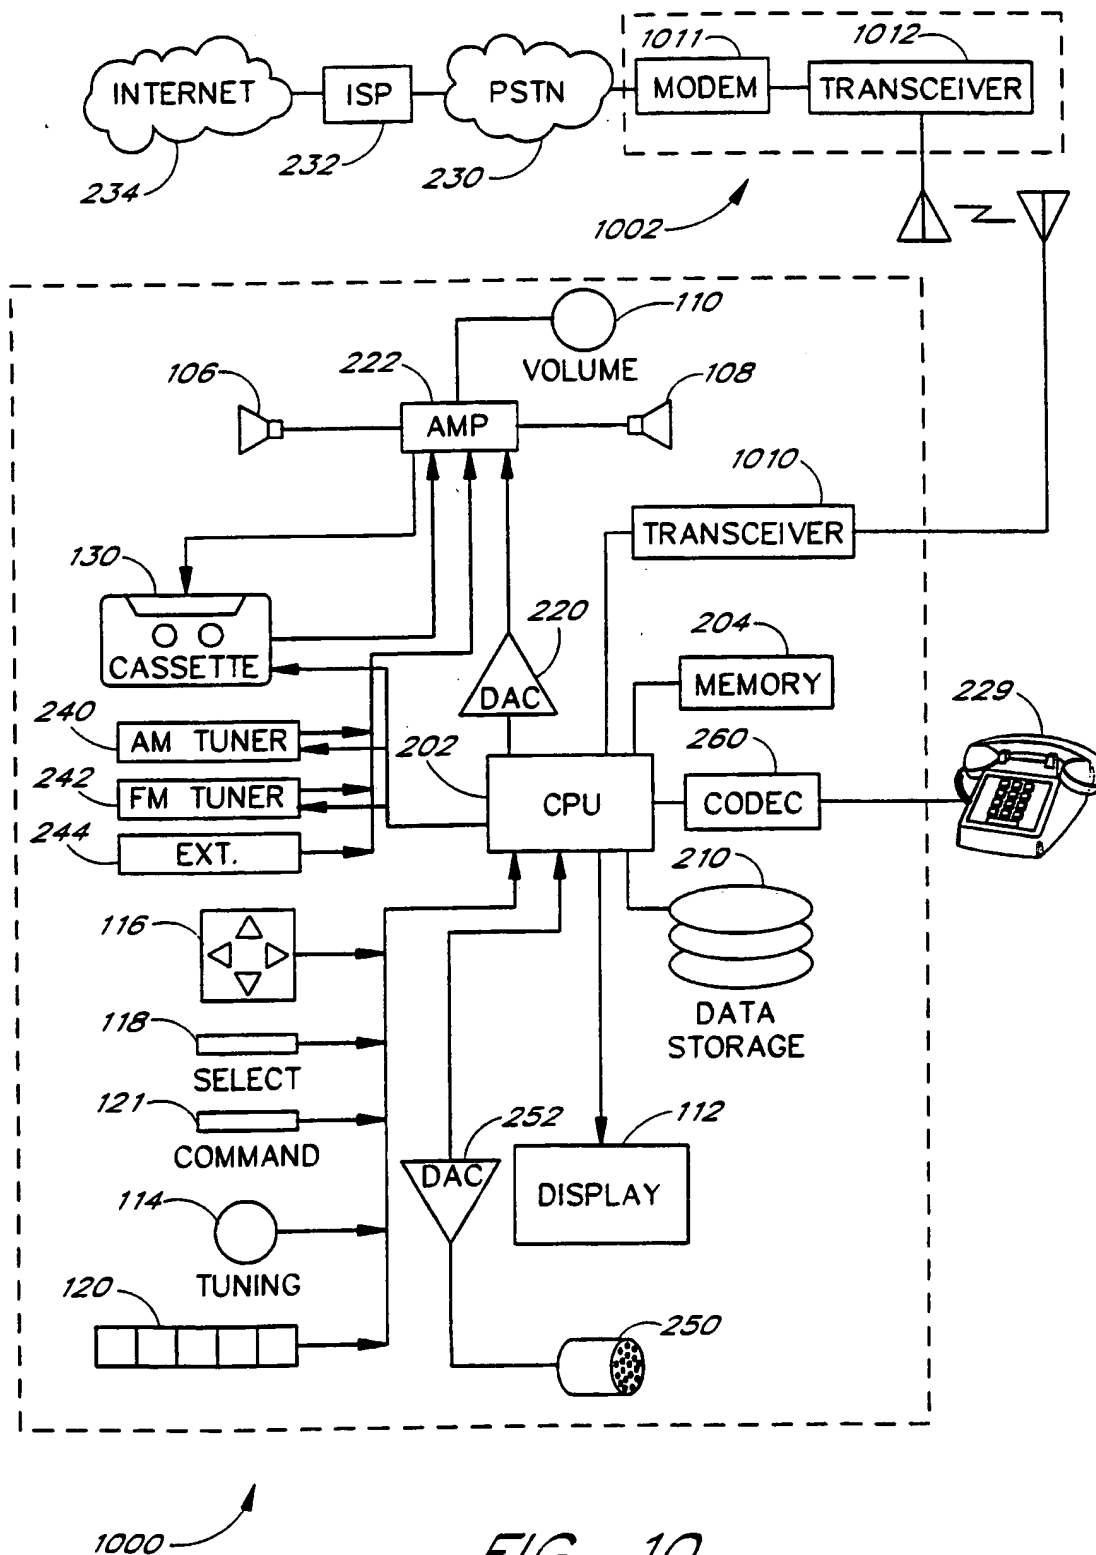 1011
1012
INTERNET
ISP
PSTN
MODEM
TRANSCEIVER
234
232
230
1002
110
VOLUME
106
222
108
AMP
1010
TRANSCEIVER
130
CASSETTE
220
DAC
204
MEMORY
229
240
AM TUNER
202
260
242
FM TUNER
CPU
CODEC
244
EXT.
210
116
DATA
STORAGE
118
SELECT
121
COMMAND
252
DAC
112
DISPLAY
114
TUNING
120
250
1000
FIG. 10